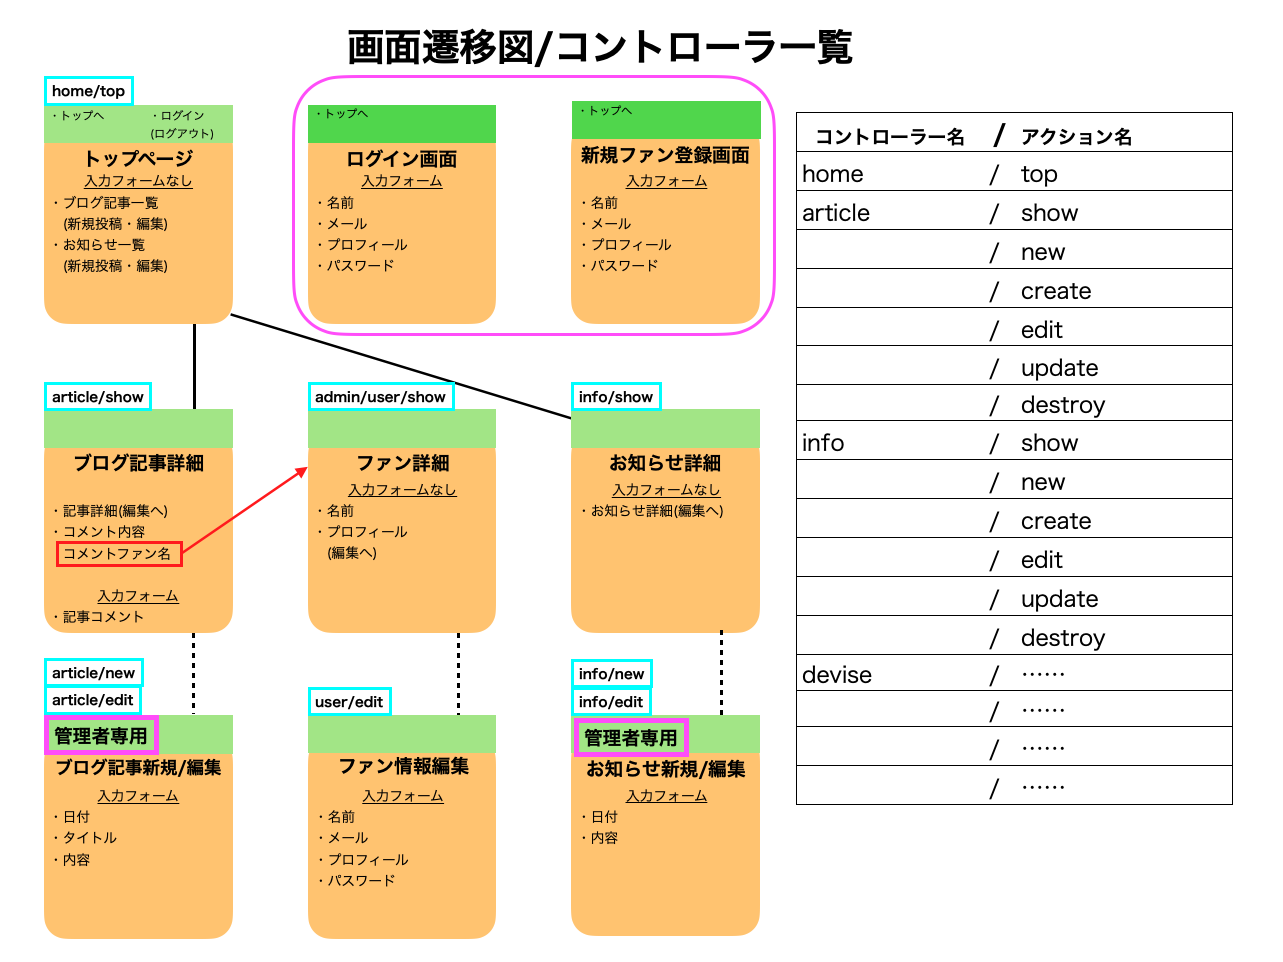 画面遷移図/コントローラ一覧
home/top
・トップへ
・ログイン
(ログアウト)
トップページ
入力フォームなし
・ブログ記事一覧
(新規投稿・編集)
・お知らせ一覧
(新規投稿・編集)
・トップへ
ログイン画面
入力フォーム
・名前
・メール
・プロフィール
・パスワード
・トップへ
新規ファン登録画面
入力フォーム
・名前
・メール
・プロフィール
・パスワード
article/show
ブログ記事詳細
・記事詳細(編集へ)
・コメント内容
コメントファン名
入力フォーム
・記事コメント
admin/user/show
ファン詳細
入力フォームなし
・名前
・プロフィール
(編集へ)
info/show
お知らせ詳細
入力フォームなし
・お知らせ詳細(編集へ)
article/new
article/edit
管理者専用
ブログ記事新規/編集
入力フォーム
・日付
・タイトル
・内容
user/edit
ファン情報編集
入力フォーム
・名前
・メール
・プロフィール
・パスワード
info/new
info/edit
管理者専用
お知らせ新規/編集
入力フォーム
・日付
・内容
コントローラー名 / アクション名
home / top
article / show
/ new
/ create
/ edit
/ update
/ destroy
info / show
/ new
/ create
/ edit
/ update
/ destroy
devise / ……
/ ……
/ ……
/ ……